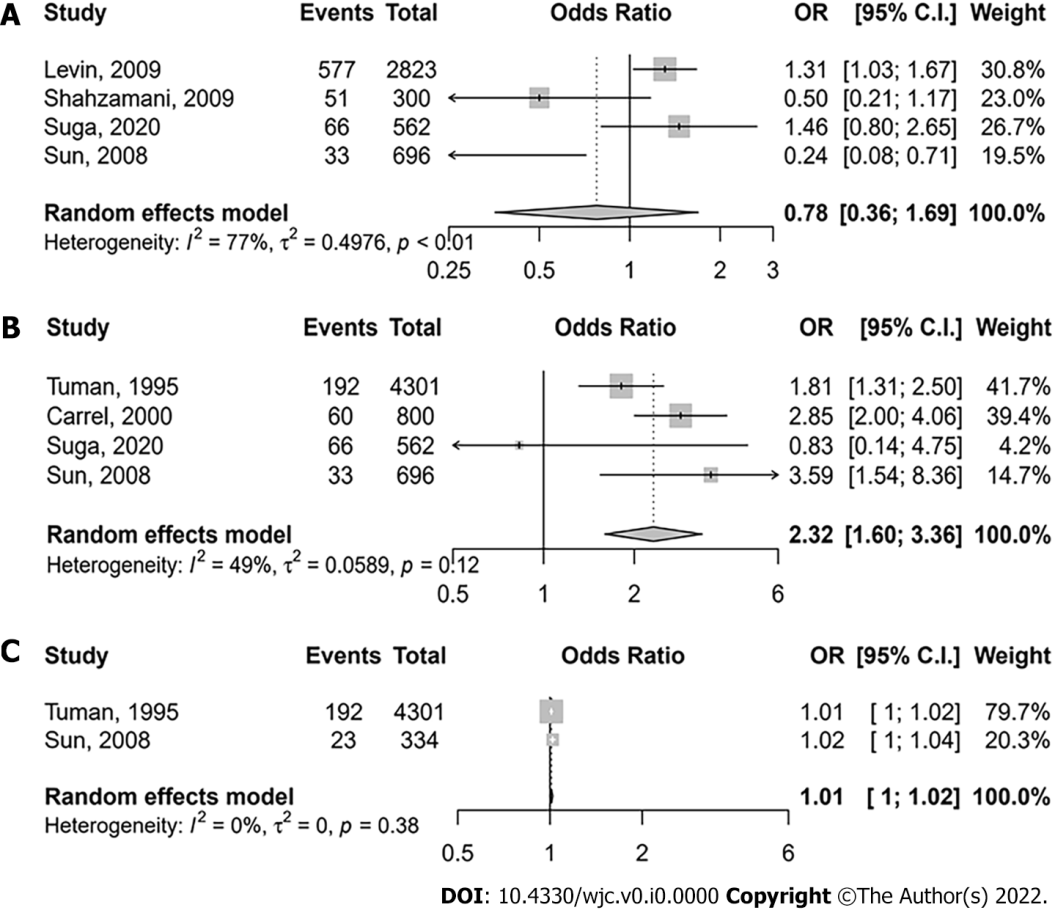 A Study Events Total Odds Ratio OR [95% C.I.] Weight
Levin, 2009 577 2823 1.31 [1.03; 1.67] 30.8%
Shahzamani, 2009 51 300 0.50 [0.21; 1.17] 23.0%
Suga, 2020 66 562 1.46 [0.80; 2.65] 26.7%
Sun, 2008 33 696 0.24 [0.08; 0.71] 19.5%
Random effects model 0.78 [0.36; 1.69] 100.0%
Heterogeneity: I² = 77%, τ² = 0.4976, p < 0.01
0.25 0.5 1 2 3
B Study Events Total Odds Ratio OR [95% C.I.] Weight
Tuman, 1995 192 4301 1.81 [1.31; 2.50] 41.7%
Carrel, 2000 60 800 2.85 [2.00; 4.06] 39.4%
Suga, 2020 66 562 0.83 [0.14; 4.75] 4.2%
Sun, 2008 33 696 3.59 [1.54; 8.36] 14.7%
Random effects model 2.32 [1.60; 3.36] 100.0%
Heterogeneity: I² = 49%, τ² = 0.0589, p = 0.12
0.5 1 2 6
C Study Events Total Odds Ratio OR [95% C.I.] Weight
Tuman, 1995 192 4301 1.01 [ 1; 1.02] 79.7%
Sun, 2008 23 334 1.02 [ 1; 1.04] 20.3%
Random effects model 1.01 [ 1; 1.02] 100.0%
Heterogeneity: I² = 0%, τ² = 0, p = 0.38
0.5 1 2 6
DOI: 10.4330/wjc.v0.i0.0000 Copyright ©The Author(s) 2022.